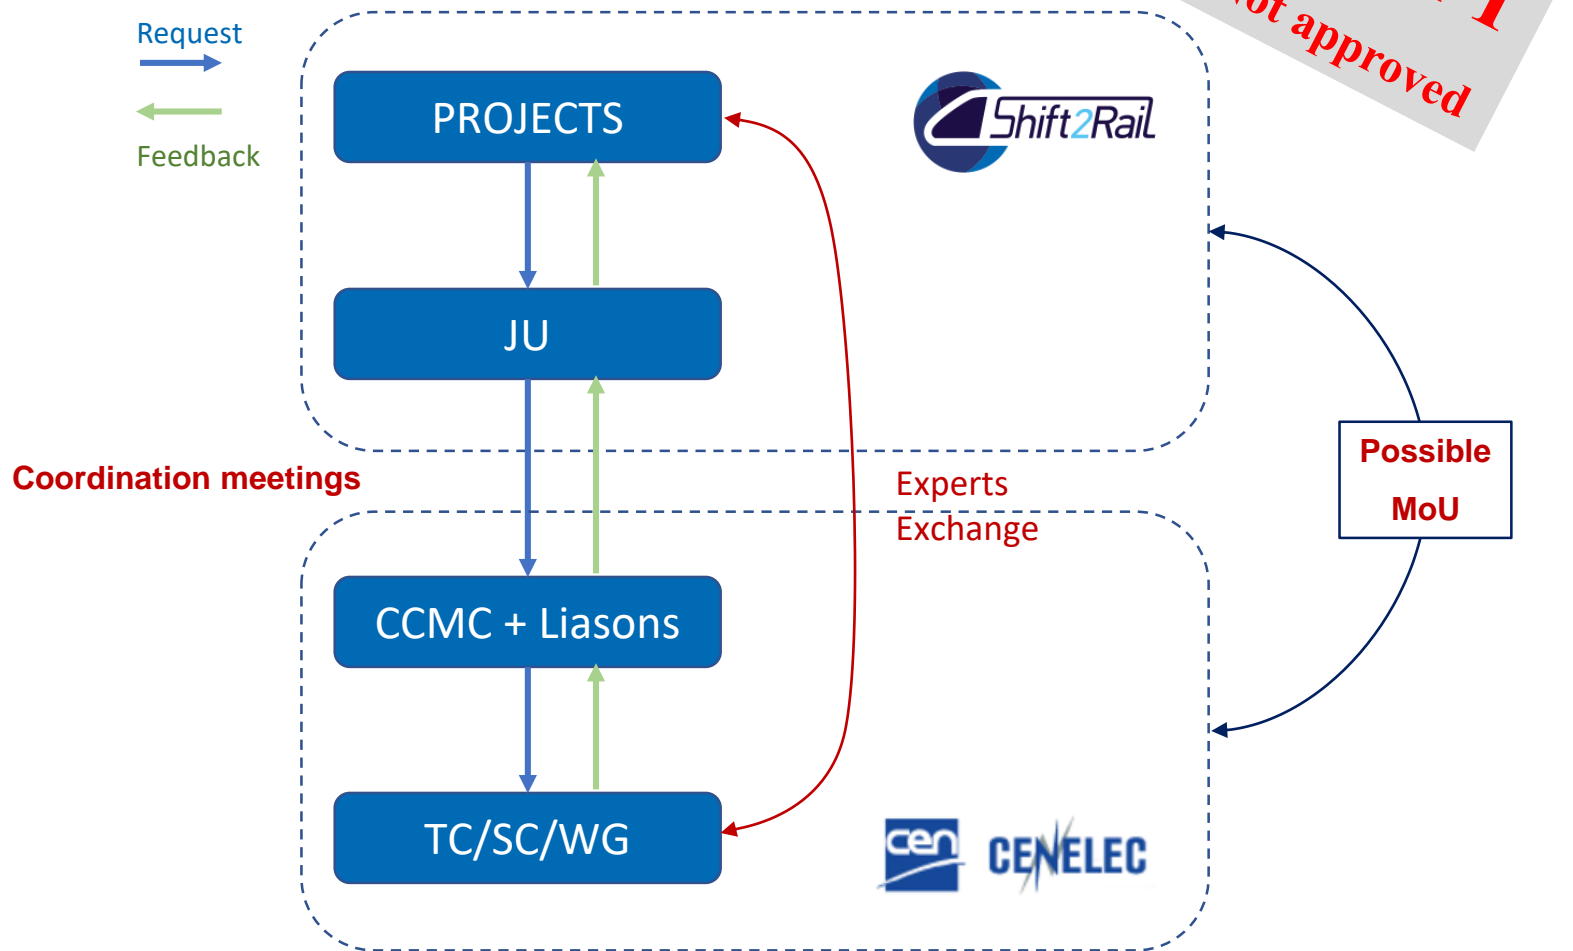 Request
Feedback
PROJECTS
Shift2Rail
Not approved
JU
Coordination meetings
Experts
Exchange
Possible
MoU
CCMC + Liasons
TC/SC/WG
cen
CENELEC